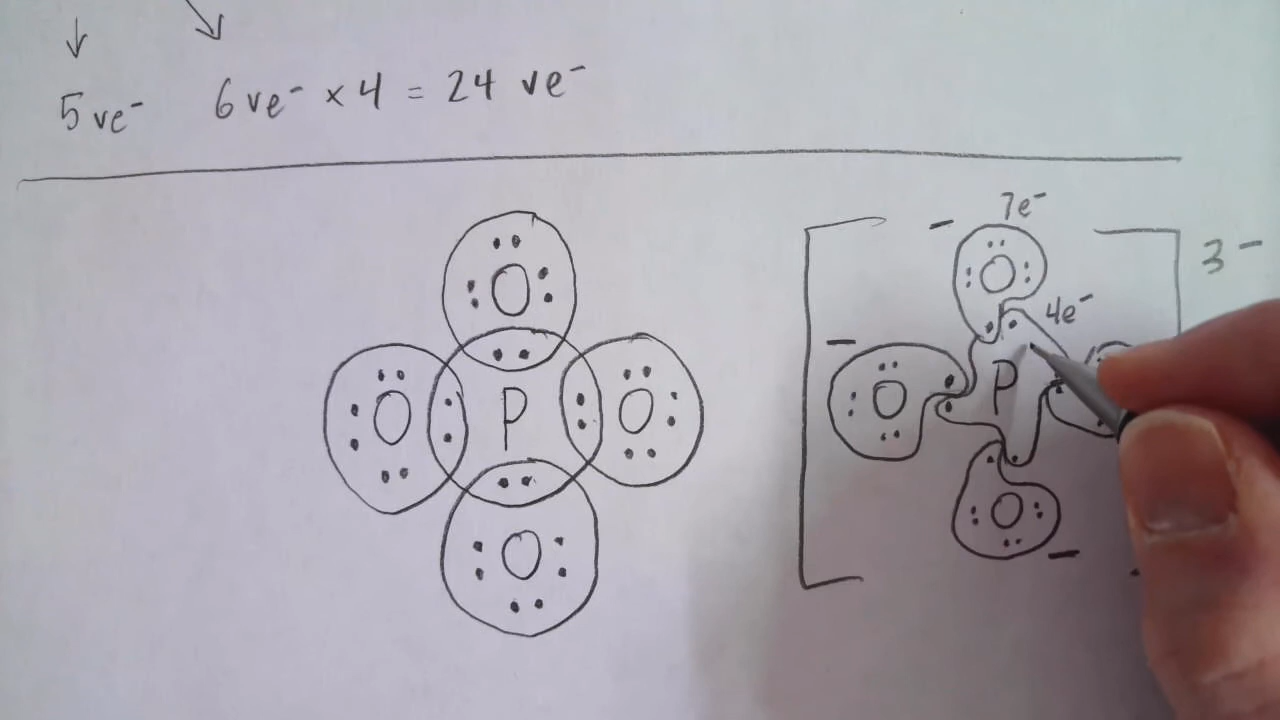 5 ve⁻ 6 ve⁻ × 4 = 24 ve⁻
7e⁻
3⁻
4e⁻
O
O
O P O
O P
O
O